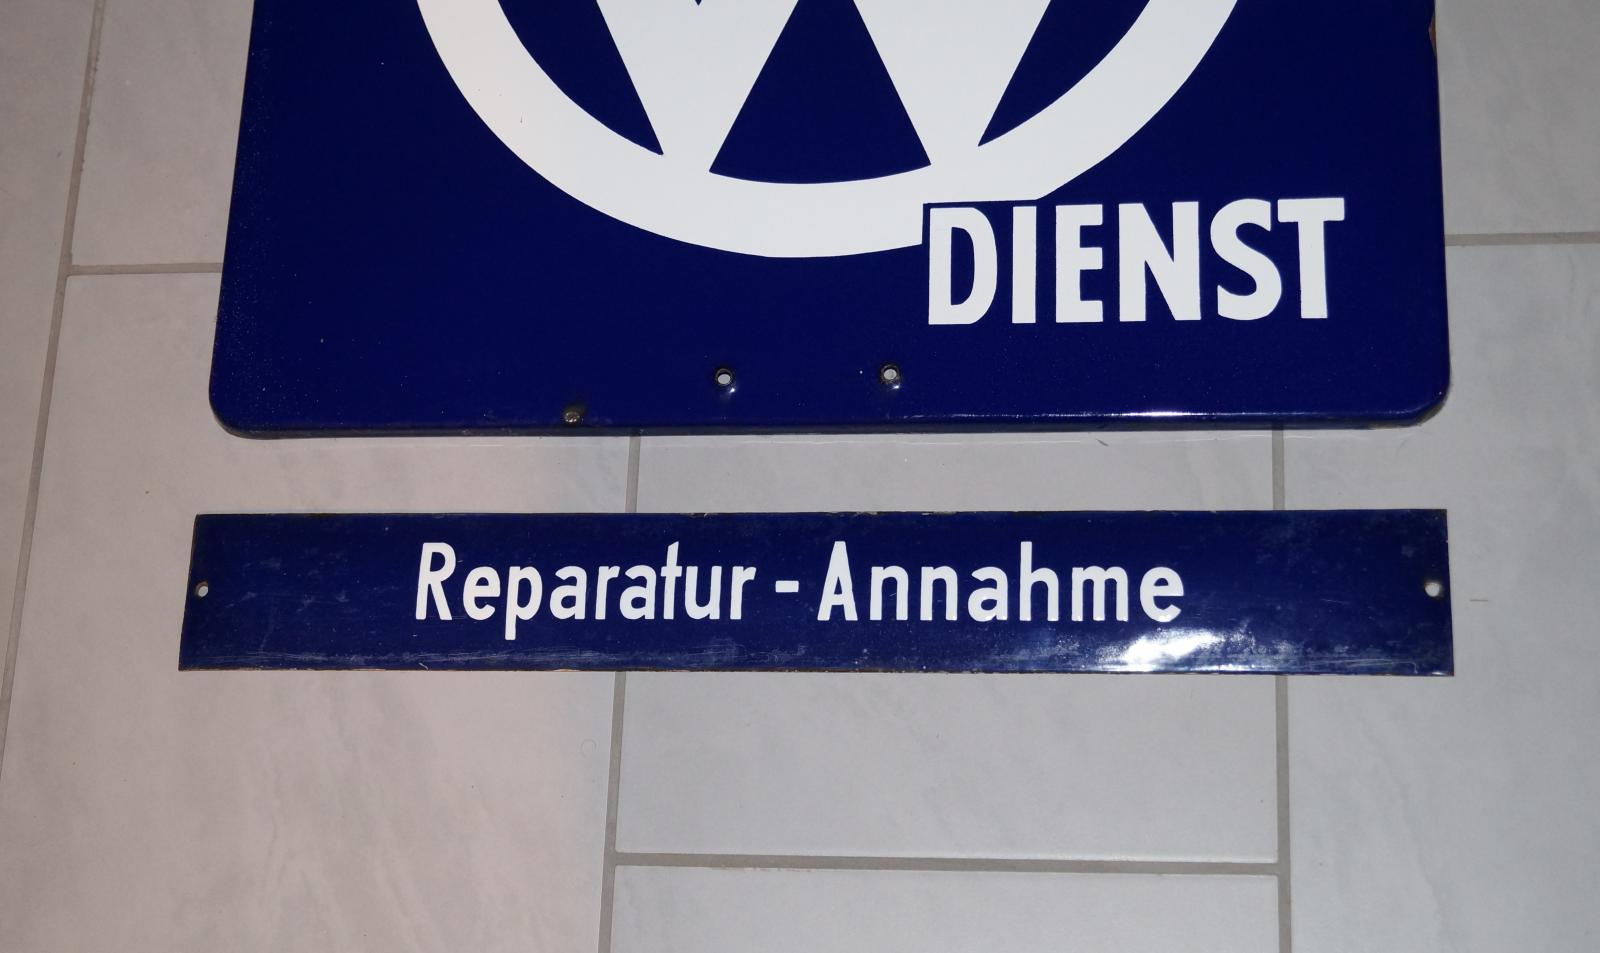 W
DIENST
Reparatur - Annahme